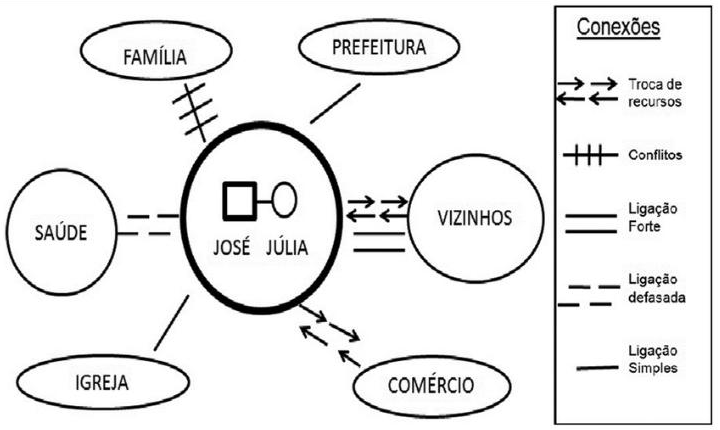 FAMÍLIA
PREFEITURA
SAÚDE
JOSÉ JÚLIA
VIZINHOS
IGREJA
COMÉRCIO
Conexões
Troca de
recursos
Conflitos
Ligação
Forte
Ligação
defasada
Ligação
Simples